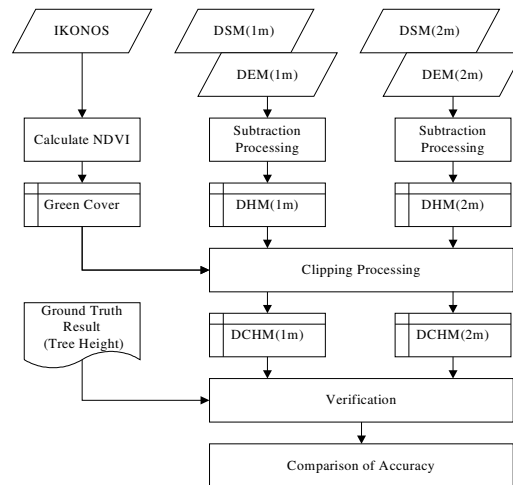 IKONOS
DSM(1m)
DSM(2m)
DEM(1m)
DEM(2m)
Calculate NDVI
Subtraction
Processing
Subtraction
Processing
Green Cover
DHM(1m)
DHM(2m)
Clipping Processing
Ground Truth
Result
(Tree Height)
DCHM(1m)
DCHM(2m)
Verification
Comparison of Accuracy